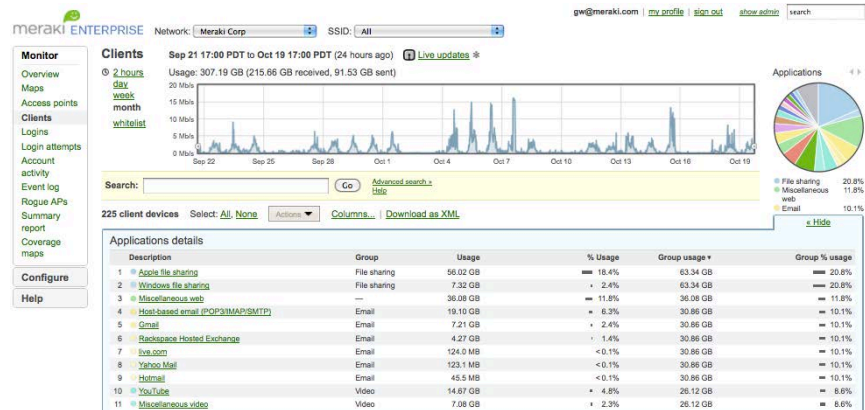 gw@meraki.com | my profile | sign out show admin search
meraki ENTERPRISE Network: Meraki Corp SSID: All
Monitor
Overview
Maps
Access points
Clients
Logins
Login attempts
Account
activity
Event log
Rogue APs
Summary
report
Coverage
maps
Configure
Help
Clients Sep 21 17:00 PDT to Oct 19 17:00 PDT (24 hours ago) Live updates
2 hours
day
week
month
whitelist
Usage: 307.19 GB (215.66 GB received, 91.53 GB sent)
20 Mb/s
15 Mb/s
10 Mb/s
5 Mb/s
0 Mb/s
Sep 22 Sep 25 Sep 28 Oct 1 Oct 4 Oct 7 Oct 10 Oct 13 Oct 16 Oct 19
Applications
File sharing 20.8%
Miscellaneous 11.8%
web
Email 10.1%
« Hide
Search: Go Advanced search »
Help
225 client devices Select: All, None Actions Columns... | Download as XML
Applications details
Description Group Usage % Usage Group usage ▾ Group % usage
1 Apple file sharing File sharing 56.02 GB 18.4% 63.34 GB 20.8%
2 Windows file sharing File sharing 7.32 GB 2.4% 63.34 GB 20.8%
3 Miscellaneous web — 36.08 GB 11.8% 36.08 GB 11.8%
4 Host-based email (POP3/IMAP/SMTP) Email 19.10 GB 6.3% 30.86 GB 10.1%
5 Gmail Email 7.21 GB 2.4% 30.86 GB 10.1%
6 Rackspace Hosted Exchange Email 4.27 GB 1.4% 30.86 GB 10.1%
7 live.com Email 124.0 MB <0.1% 30.86 GB 10.1%
8 Yahoo Mail Email 123.1 MB <0.1% 30.86 GB 10.1%
9 Hotmail Email 45.5 MB <0.1% 30.86 GB 10.1%
10 YouTube Video 14.67 GB 4.8% 26.12 GB 8.6%
11 Miscellaneous video Video 7.08 GB 2.3% 26.12 GB 8.6%